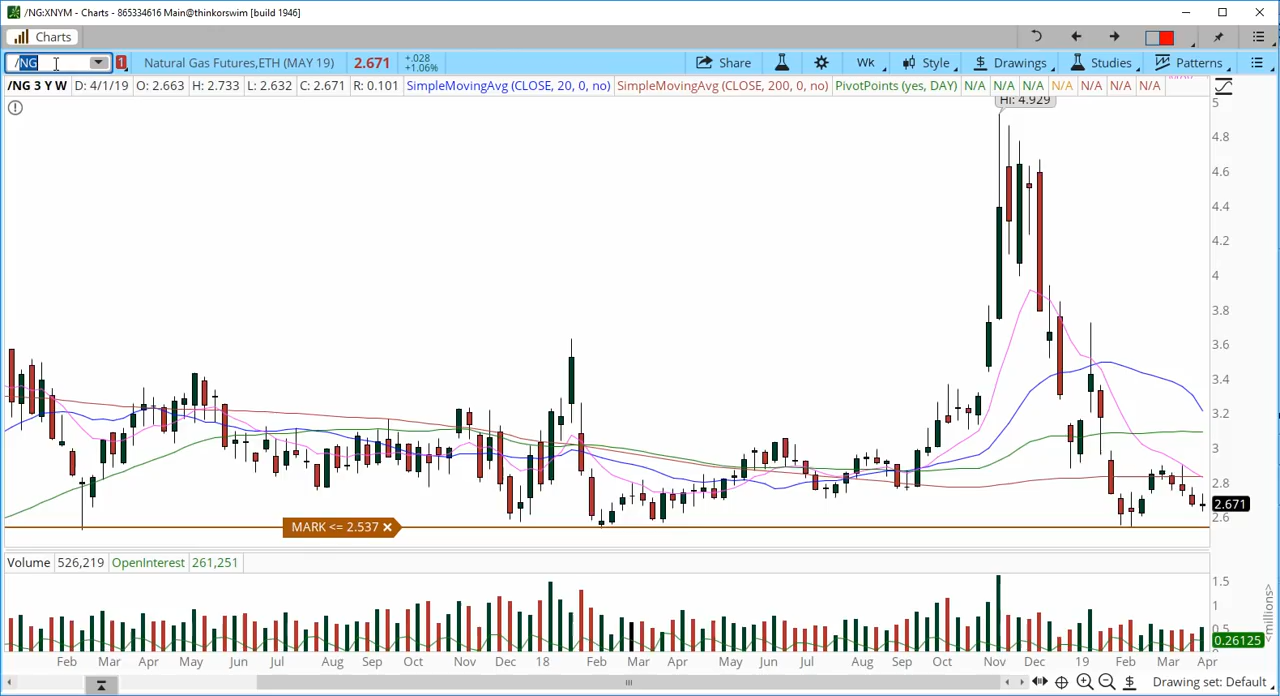 /NG:XNYM - Charts - 865334616 Main@thinkorswim [build 1946]
Charts
/NG 1 Natural Gas Futures,ETH (MAY 19) 2.671 +.028 +1.06% Share Wk Style $ Drawings Studies Patterns
/NG 3 Y W D: 4/1/19 O: 2.663 H: 2.733 L: 2.632 C: 2.671 R: 0.101 SimpleMovingAvg (CLOSE, 20, 0, no) SimpleMovingAvg (CLOSE, 200, 0, no) PivotPoints (yes, DAY) N/A N/A N/A N/A N/A N/A N/A
Hi: 4.929
5
4.8
4.6
4.4
4.2
4
3.8
3.6
3.4
3.2
3
2.8
2.671
2.6
MARK <= 2.537
Volume 526,219 OpenInterest 261,251
1.5
1
0.5
0.26125
<millions>
Feb Mar Apr May Jun Jul Aug Sep Oct Nov Dec 18 Feb Mar Apr May Jun Jul Aug Sep Oct Nov Dec 19 Feb Mar Apr
$ Drawing set: Default